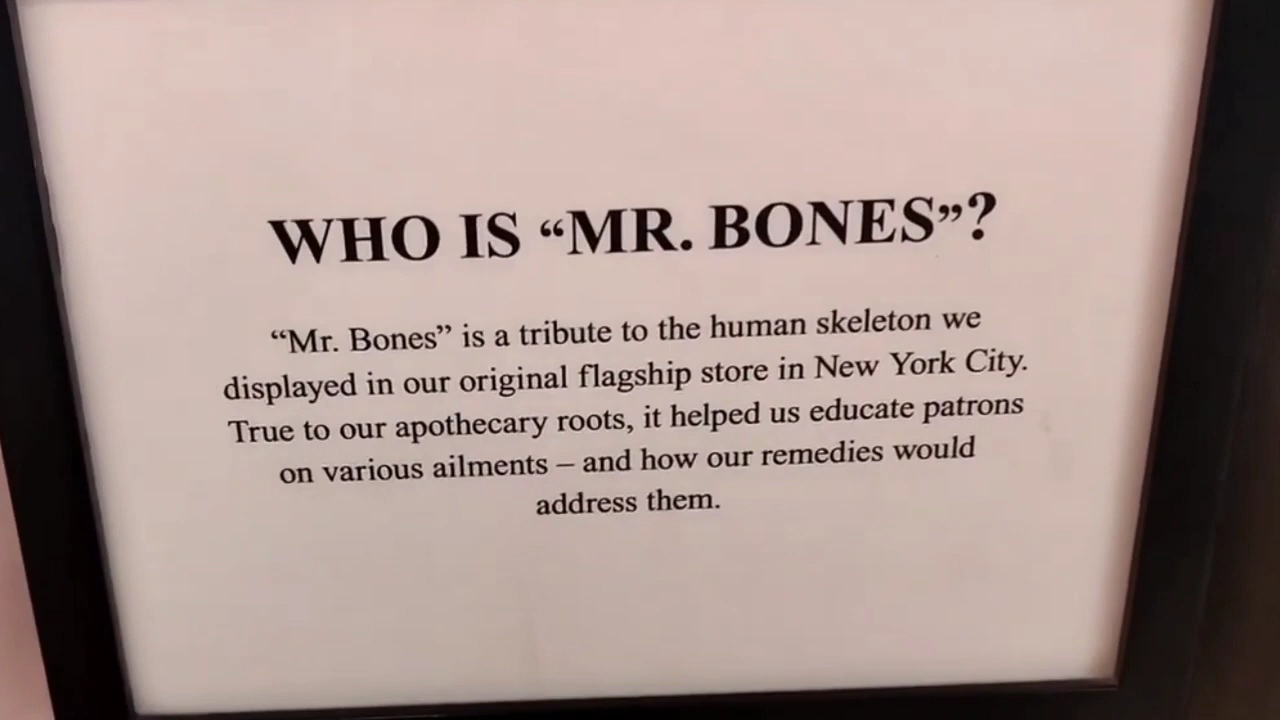 WHO IS “MR. BONES”?
“Mr. Bones” is a tribute to the human skeleton we
displayed in our original flagship store in New York City.
True to our apothecary roots, it helped us educate patrons
on various ailments – and how our remedies would
address them.